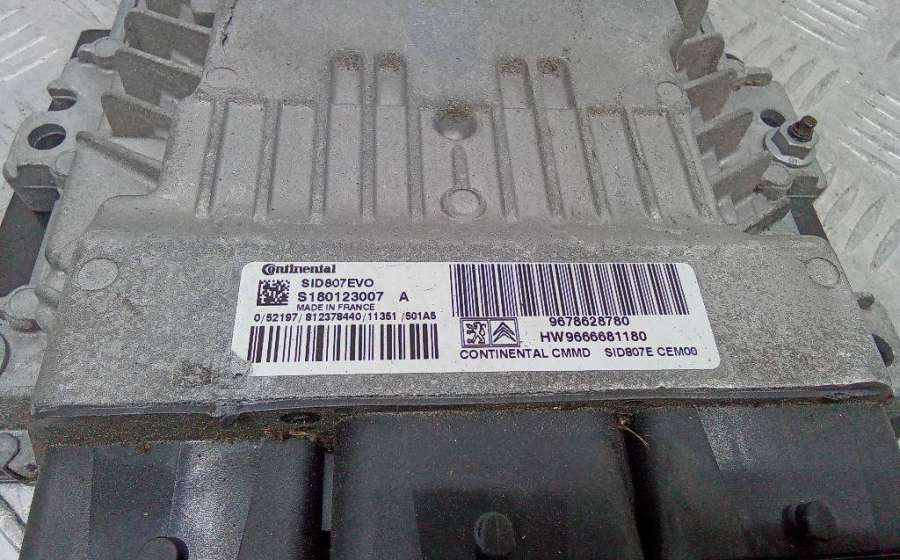 Continental
SID807EVO
S180123007 A
MADE IN FRANCE
0/52197/812378440/11351/501A5
9678628780
HW9666681180
CONTINENTAL CMMD SID807E CEM00